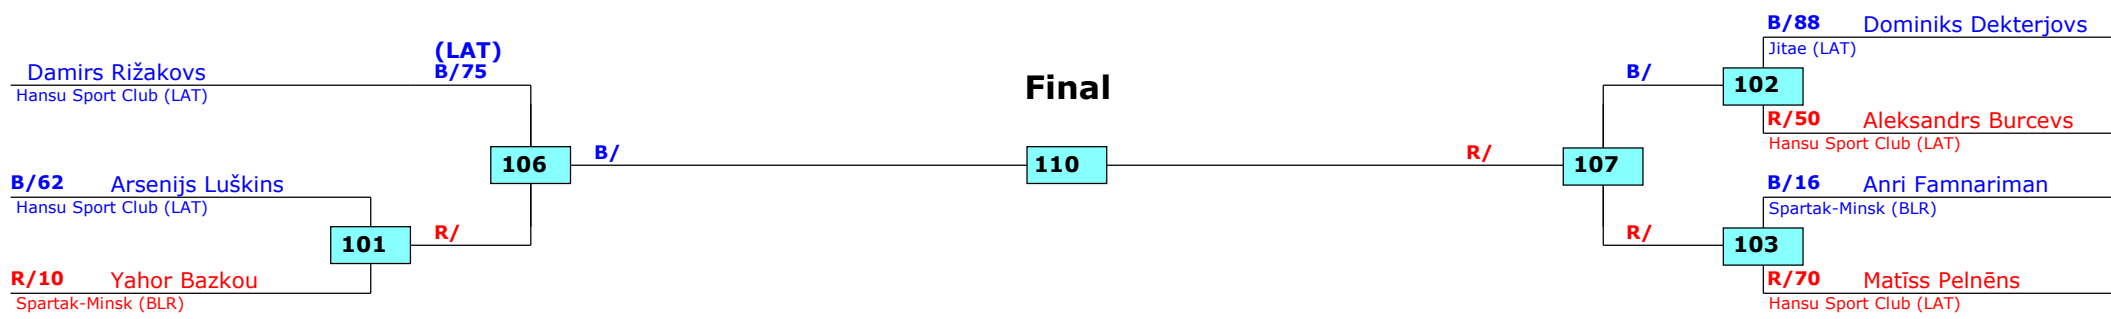 B/88 Dominiks Dekterjovs
Jitae (LAT)
(LAT)
Damirs Rižakovs B/75
Hansu Sport Club (LAT)
Final
B/
102
R/50 Aleksandrs Burcevs
Hansu Sport Club (LAT)
106
B/
110
R/
107
B/62 Arsenijs Luškins
Hansu Sport Club (LAT)
B/16 Anri Famnariman
Spartak-Minsk (BLR)
101
R/
R/
103
R/10 Yahor Bazkou
Spartak-Minsk (BLR)
R/70 Matīss Pelnēns
Hansu Sport Club (LAT)